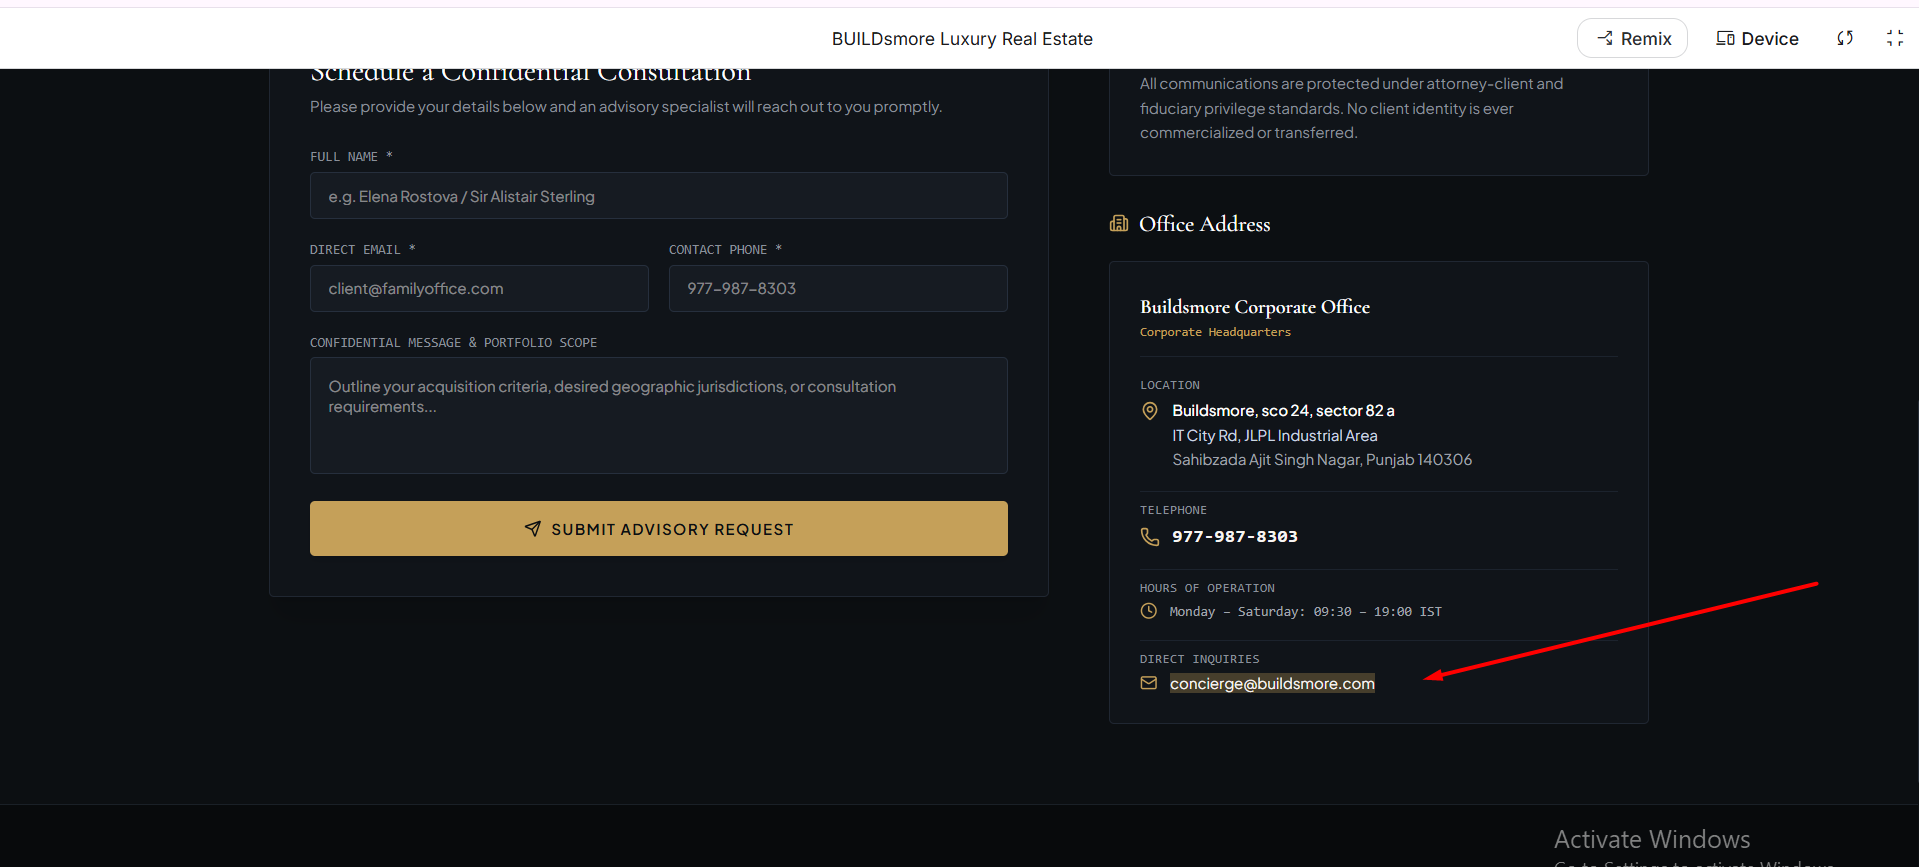 BUILDsmore Luxury Real Estate
Remix
Device
Schedule a Confidential Consultation
Please provide your details below and an advisory specialist will reach out to you promptly.
FULL NAME *
e.g. Elena Rostova / Sir Alistair Sterling
DIRECT EMAIL *
CONTACT PHONE *
client@familyoffice.com
977-987-8303
CONFIDENTIAL MESSAGE & PORTFOLIO SCOPE
Outline your acquisition criteria, desired geographic jurisdictions, or consultation
requirements...
SUBMIT ADVISORY REQUEST
All communications are protected under attorney-client and
fiduciary privilege standards. No client identity is ever
commercialized or transferred.
Office Address
Buildsmore Corporate Office
Corporate Headquarters
LOCATION
Buildsmore, sco 24, sector 82 a
IT City Rd, JLPL Industrial Area
Sahibzada Ajit Singh Nagar, Punjab 140306
TELEPHONE
977-987-8303
HOURS OF OPERATION
Monday – Saturday: 09:30 – 19:00 IST
DIRECT INQUIRIES
concierge@buildsmore.com
Activate Windows
Go to Settings to activate Windows.